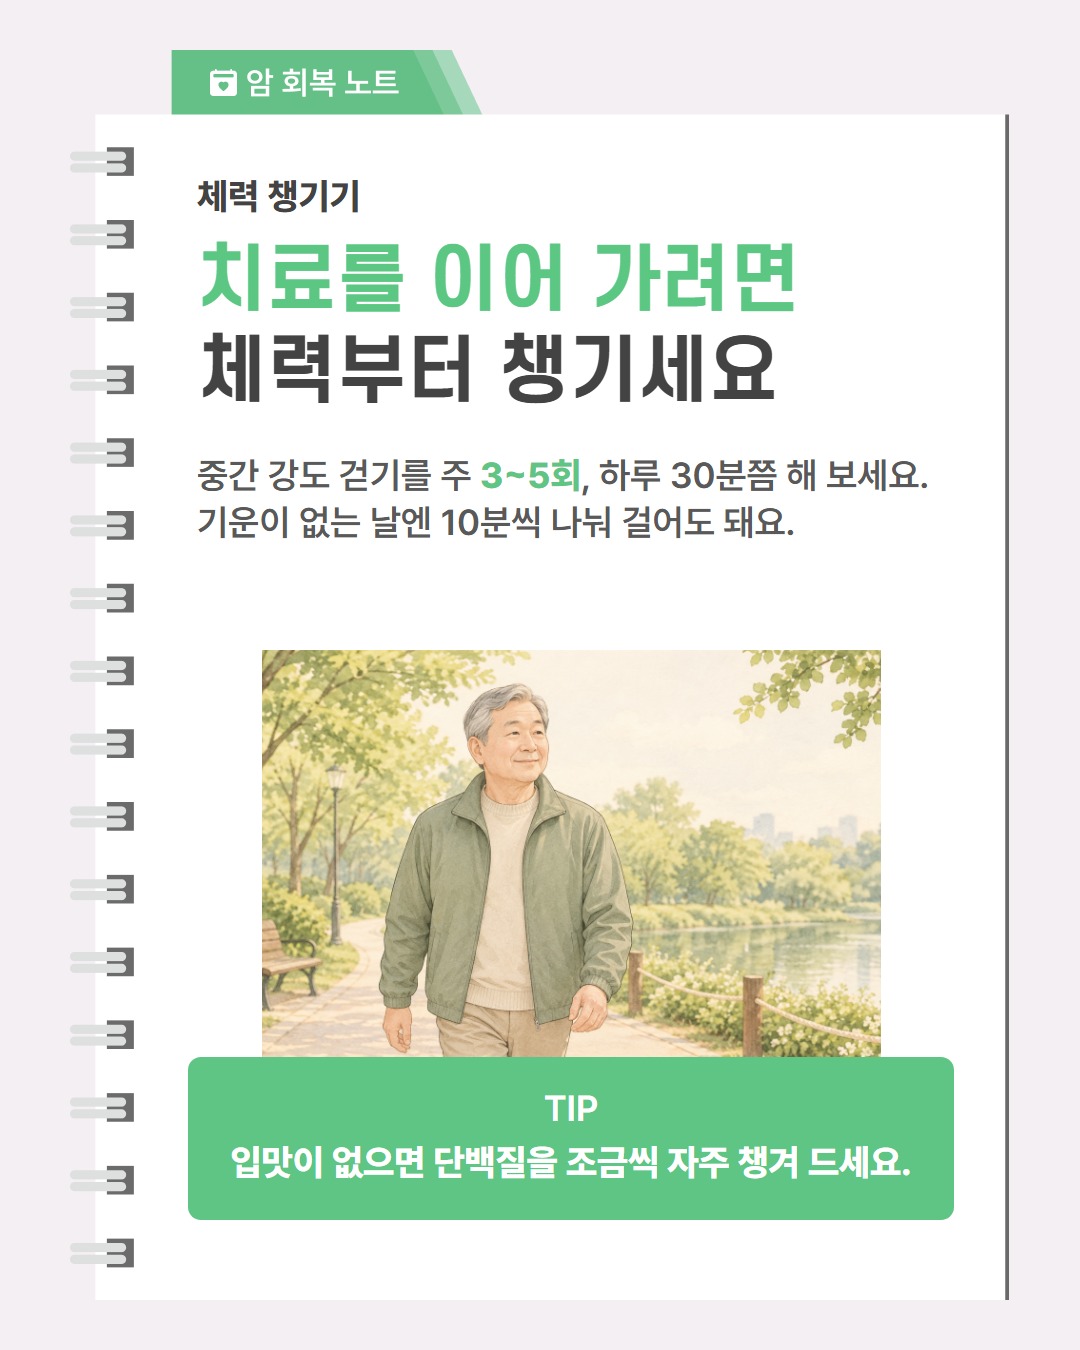 암 회복 노트
체력 챙기기
치료를 이어 가려면
체력부터 챙기세요
중간 강도 걷기를 주 3~5회, 하루 30분쯤 해 보세요.
기운이 없는 날엔 10분씩 나눠 걸어도 돼요.
TIP
입맛이 없으면 단백질을 조금씩 자주 챙겨 드세요.